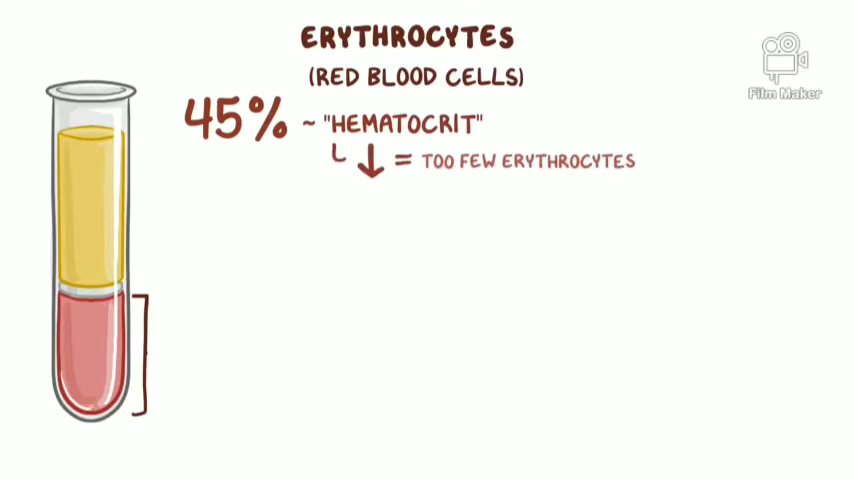 ERYTHROCYTES
(RED BLOOD CELLS)
45% ~ "HEMATOCRIT"
↓ = TOO FEW ERYTHROCYTES
Film Maker